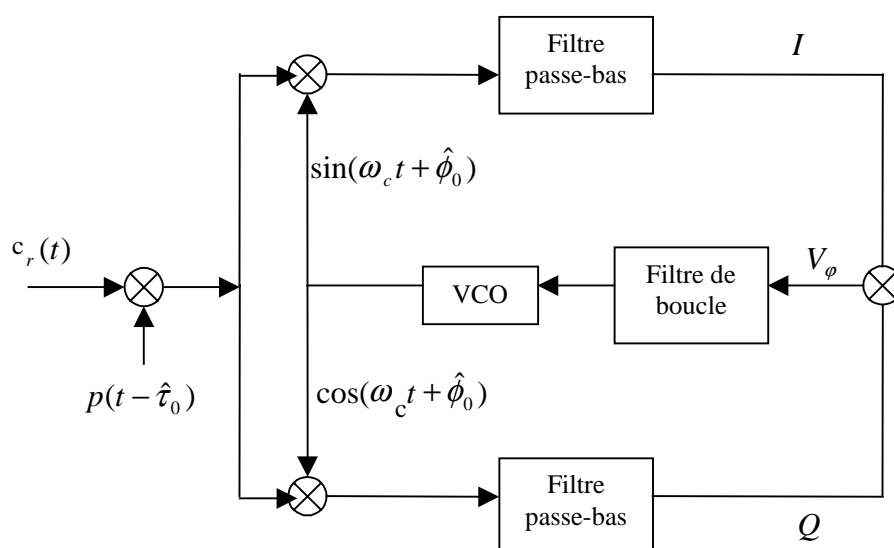 Filtre
passe-bas
I
sin(ω_c t + φ̂_0)
c_r(t)
VCO
Filtre de
boucle
V_φ
p(t − τ̂_0)
cos(ω_c t + φ̂_0)
Filtre
passe-bas
Q